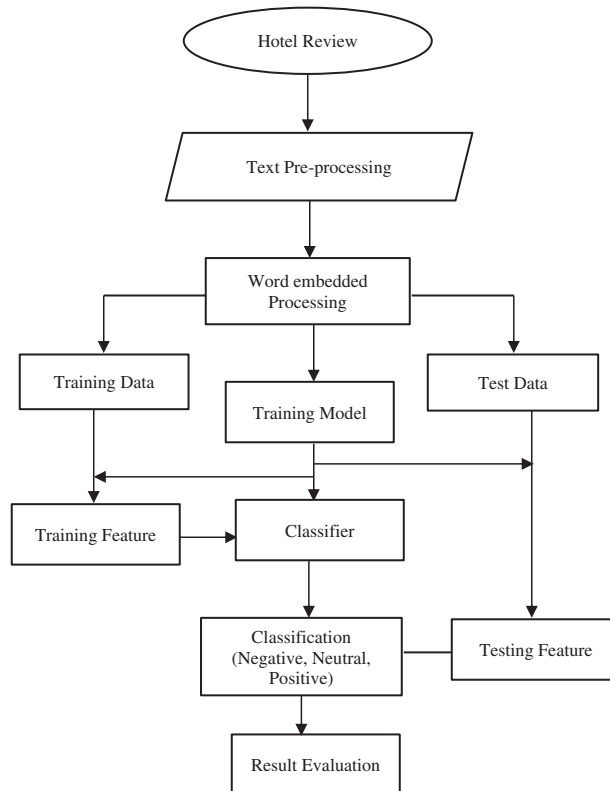 Hotel Review
Text Pre-processing
Word embedded
Processing
Training Data
Training Model
Test Data
Training Feature
Classifier
Classification
(Negative, Neutral,
Positive)
Testing Feature
Result Evaluation